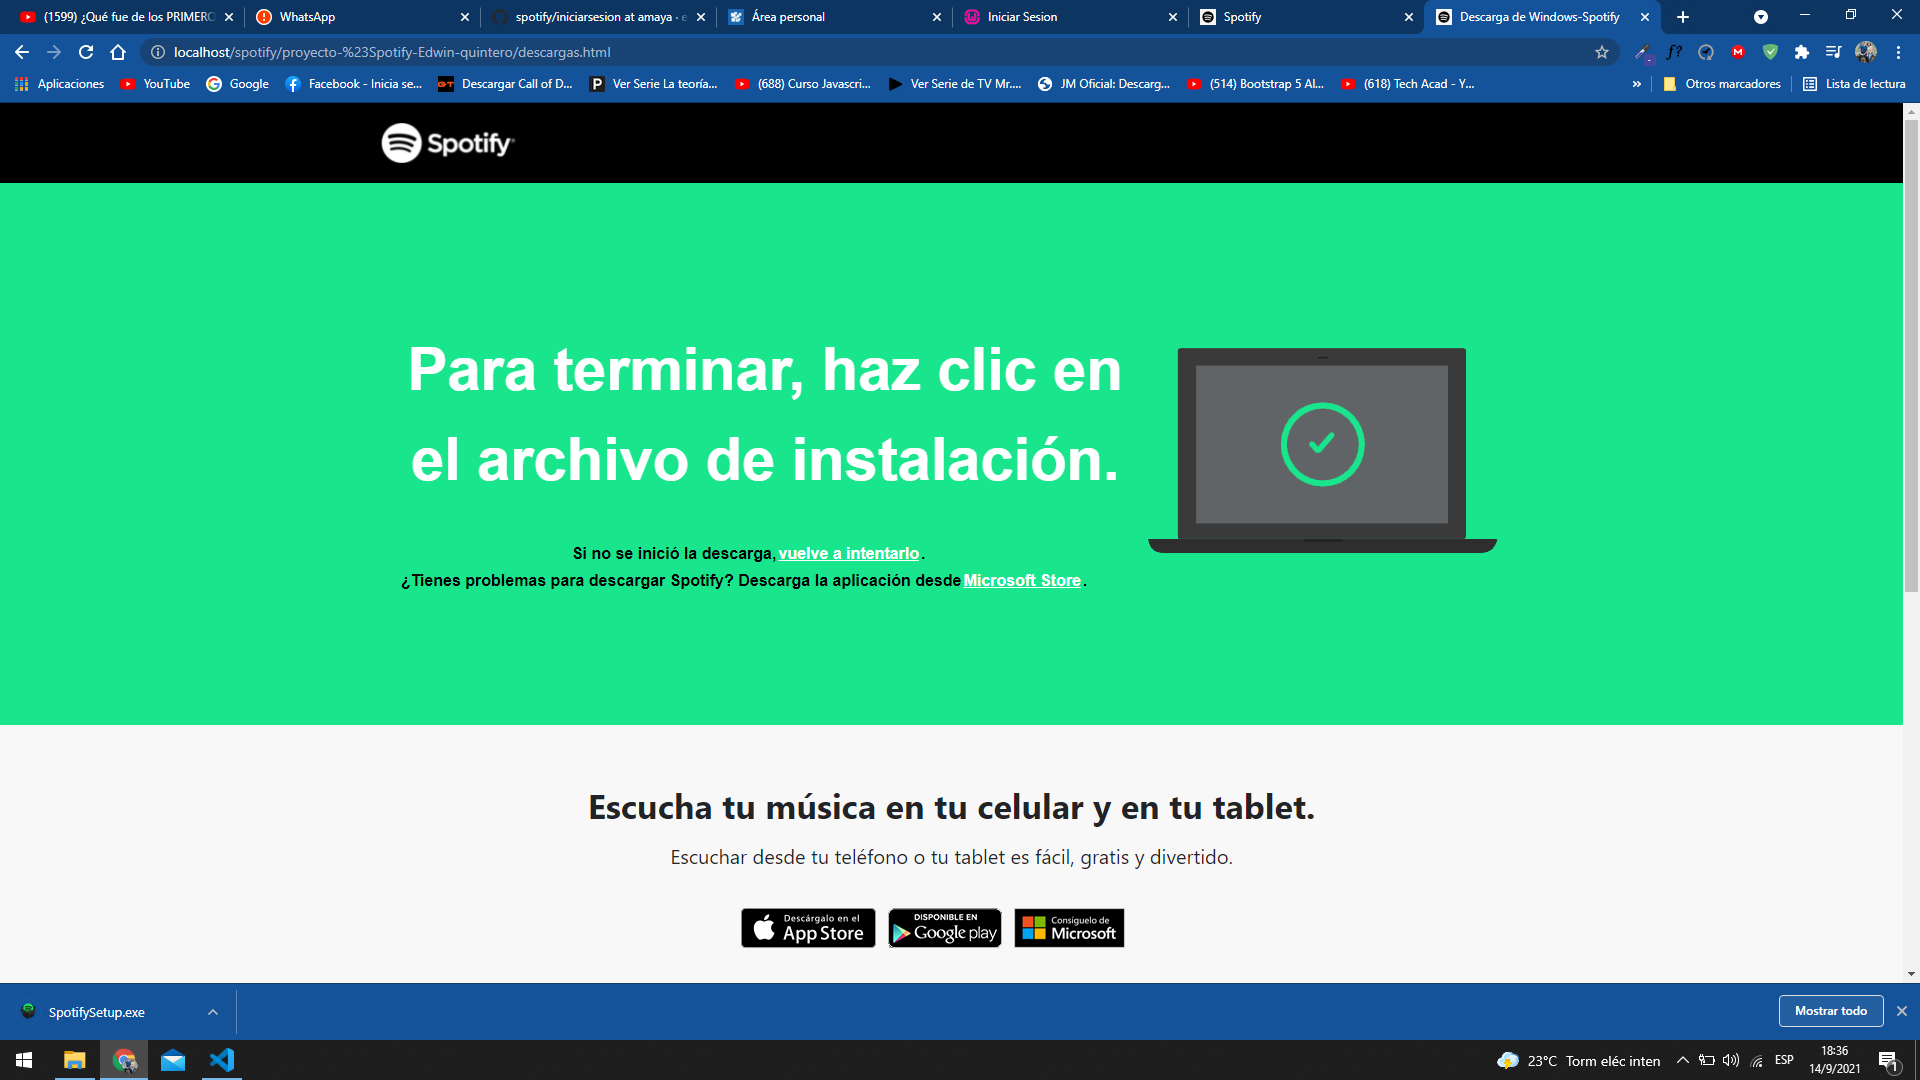 (1599) ¿Qué fue de los PRIMERO
WhatsApp
spotify/iniciarsesion at amaya · e
Área personal
Iniciar Sesion
Spotify
Descarga de Windows-Spotify
localhost/spotify/proyecto-%23Spotify-Edwin-quintero/descargas.html
f?
M
Aplicaciones
YouTube
Google
Facebook - Inicia se...
Descargar Call of D...
Ver Serie La teoría...
(688) Curso Javascri...
Ver Serie de TV Mr....
JM Oficial: Descarg...
(514) Bootstrap 5 Al...
(618) Tech Acad - Y...
»
Otros marcadores
Lista de lectura
Spotify
Para terminar, haz clic en
el archivo de instalación.
Si no se inició la descarga, vuelve a intentarlo.
¿Tienes problemas para descargar Spotify? Descarga la aplicación desde Microsoft Store.
Escucha tu música en tu celular y en tu tablet.
Escuchar desde tu teléfono o tu tablet es fácil, gratis y divertido.
Descárgalo en el
App Store
DISPONIBLE EN
Google play
Consíguelo de
Microsoft
SpotifySetup.exe
Mostrar todo
23°C Torm eléc inten
ESP
18:36
14/9/2021
1